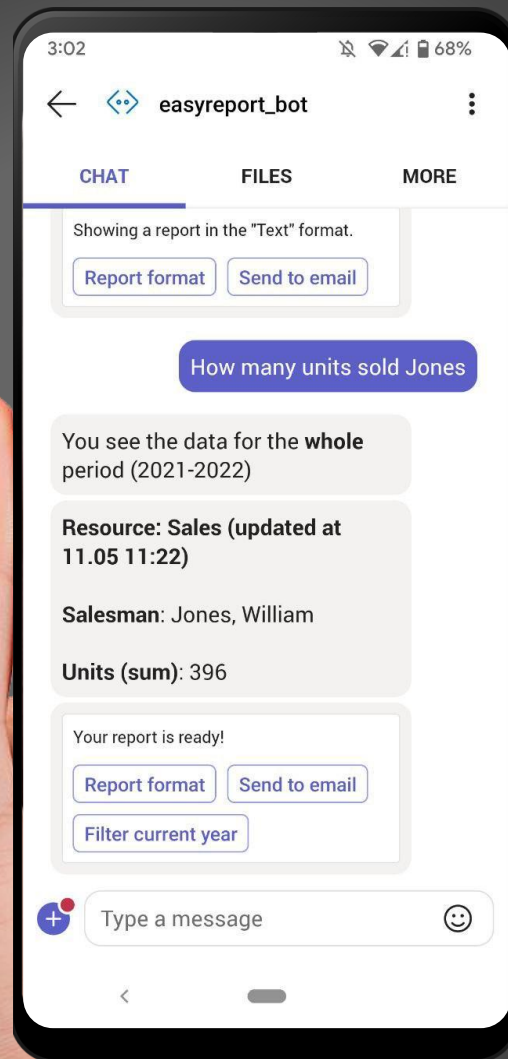 3:02
68%
easyreport_bot
CHAT
FILES
MORE
Showing a report in the "Text" format.
Report format
Send to email
How many units sold Jones
You see the data for the whole
period (2021-2022)
Resource: Sales (updated at
11.05 11:22)
Salesman: Jones, William
Units (sum): 396
Your report is ready!
Report format
Send to email
Filter current year
Type a message